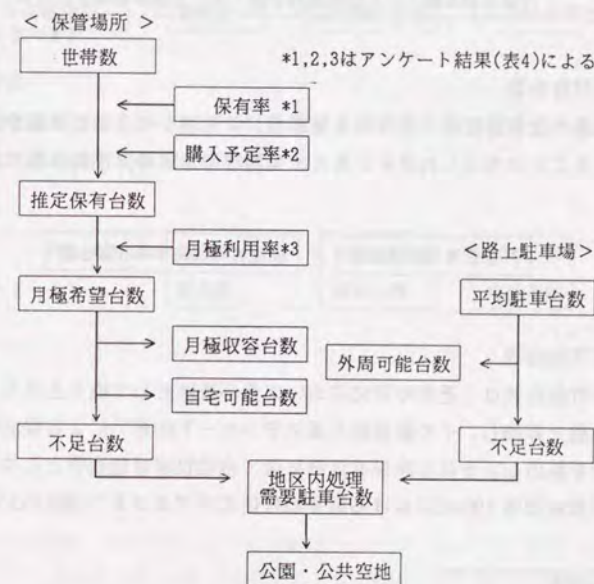 < 保管場所 >
世帯数
*1,2,3はアンケート結果(表4)による
保有率 *1
購入予定率*2
推定保有台数
月極利用率*3
<路上駐車場>
月極希望台数
平均駐車台数
月極収容台数
外周可能台数
自宅可能台数
不足台数
不足台数
地区内処理
需要駐車台数
公園・公共空地